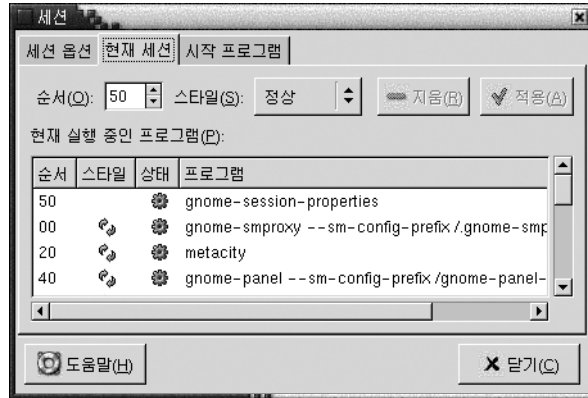 세션
세션 옵션 현재 세션 시작 프로그램
순서(O): 50 스타일(S): 정상 지움(R) 적용(A)
현재 실행 중인 프로그램(P):
순서 스타일 상태 프로그램
50 gnome-session-properties
00 gnome-smproxy --sm-config-prefix /.gnome-smp
20 metacity
40 gnome-panel --sm-config-prefix /gnome-panel-
도움말(H) 닫기(C)